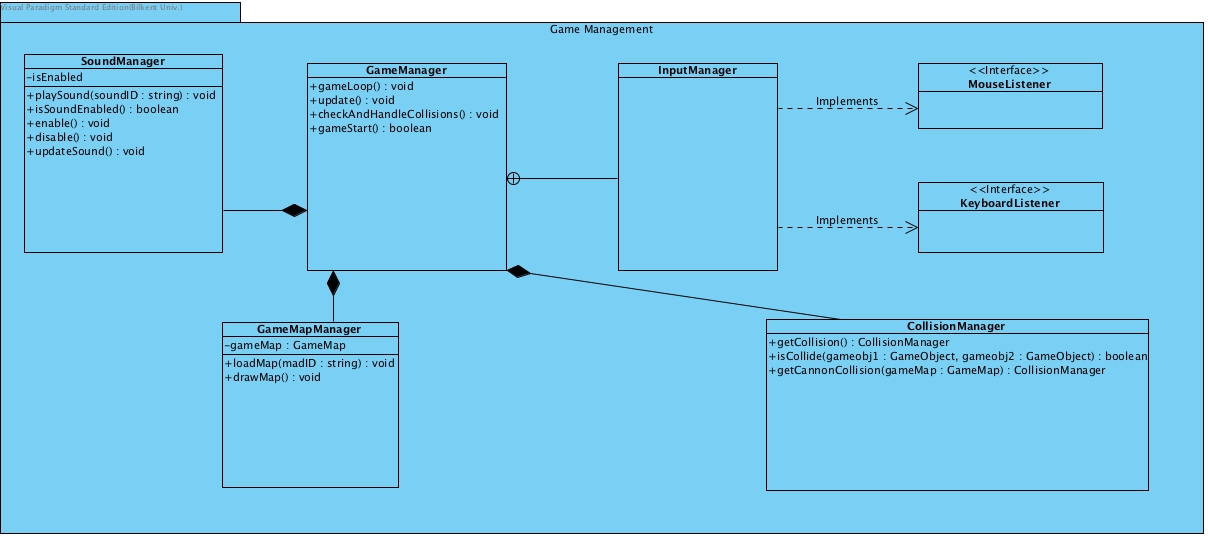 Visual Paradigm Standard Edition(Bilkent Univ.)
Game Management
SoundManager
-isEnabled
+playSound(soundID : string) : void
+isSoundEnabled() : boolean
+enable() : void
+disable() : void
+updateSound() : void
GameManager
+gameLoop() : void
+update() : void
+checkAndHandleCollisions() : void
+gameStart() : boolean
InputManager
Implements
<<Interface>>
MouseListener
Implements
<<Interface>>
KeyboardListener
GameMapManager
-gameMap : GameMap
+loadMap(madID : string) : void
+drawMap() : void
CollisionManager
+getCollision() : CollisionManager
+isCollide(gameobj1 : GameObject, gameobj2 : GameObject) : boolean
+getCannonCollision(gameMap : GameMap) : CollisionManager